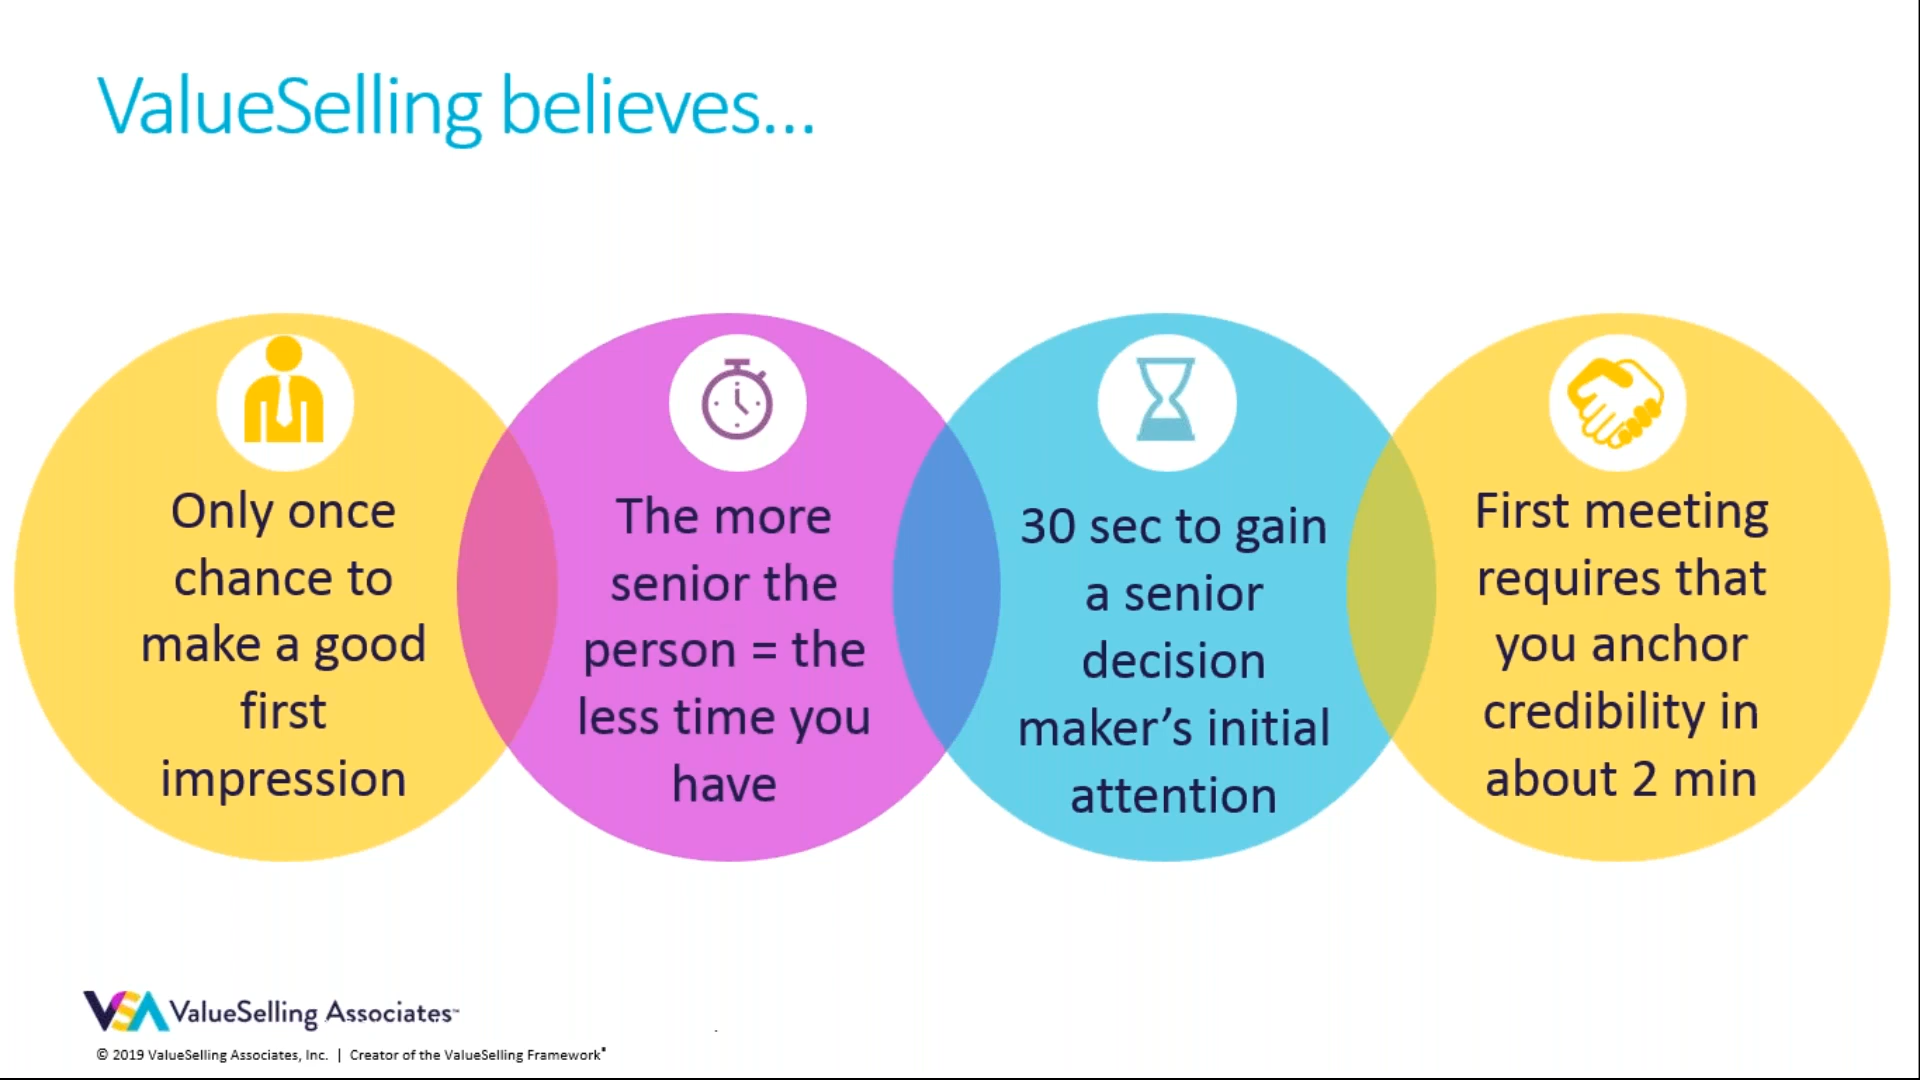 ValueSelling believes...
Only once
chance to
make a good
first
impression
The more
senior the
person = the
less time you
have
30 sec to gain
a senior
decision
maker’s initial
attention
First meeting
requires that
you anchor
credibility in
about 2 min
VSA ValueSelling Associates™
© 2019 ValueSelling Associates, Inc. | Creator of the ValueSelling Framework®